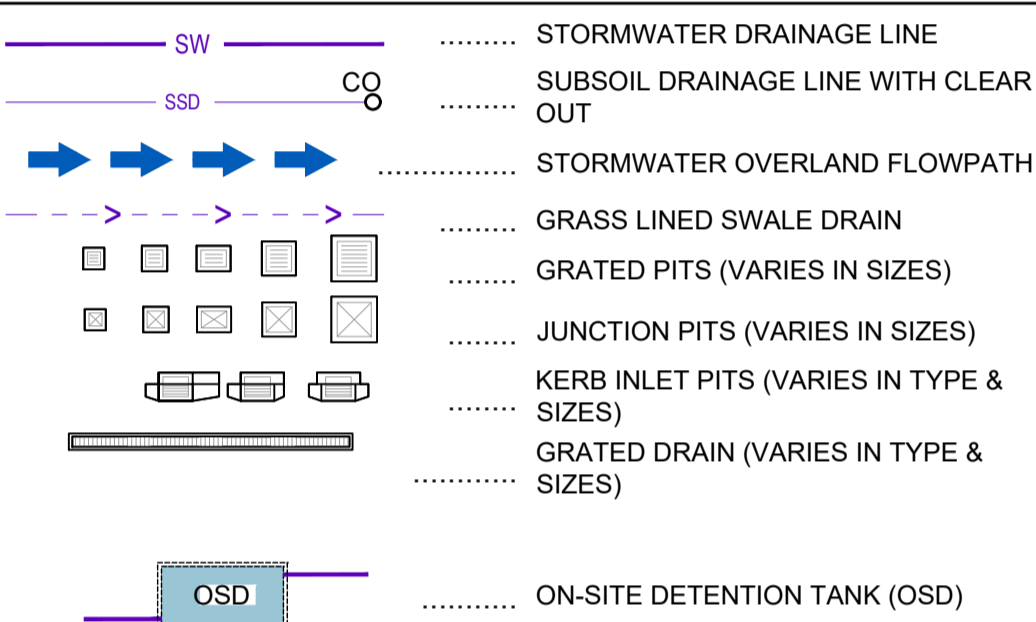 SW ......... STORMWATER DRAINAGE LINE
CO
SSD ......... SUBSOIL DRAINAGE LINE WITH CLEAR
OUT
................ STORMWATER OVERLAND FLOWPATH
> > > ......... GRASS LINED SWALE DRAIN
........ GRATED PITS (VARIES IN SIZES)
........ JUNCTION PITS (VARIES IN SIZES)
........ KERB INLET PITS (VARIES IN TYPE &
SIZES)
............ GRATED DRAIN (VARIES IN TYPE &
SIZES)
OSD ........... ON-SITE DETENTION TANK (OSD)